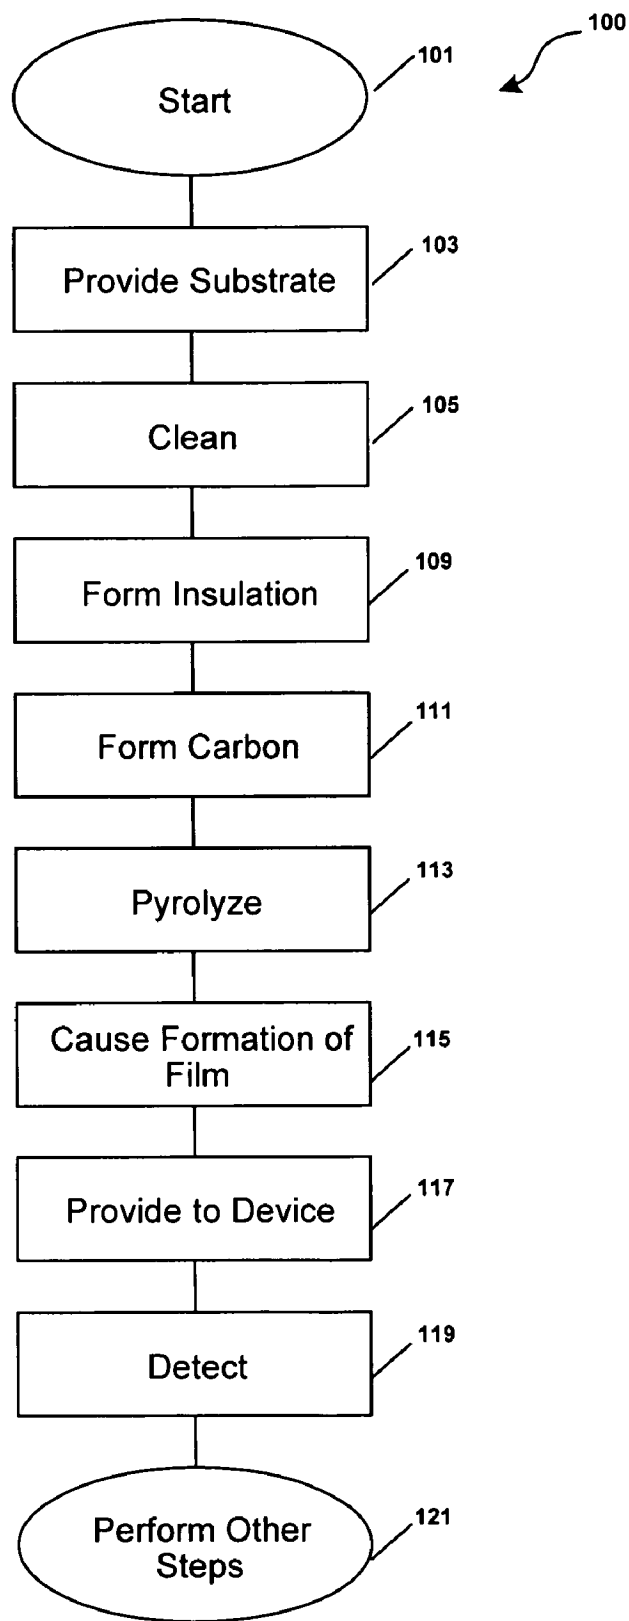 100
101
Start
103
Provide Substrate
105
Clean
109
Form Insulation
111
Form Carbon
113
Pyrolyze
115
Cause Formation of
Film
117
Provide to Device
119
Detect
121
Perform Other
Steps